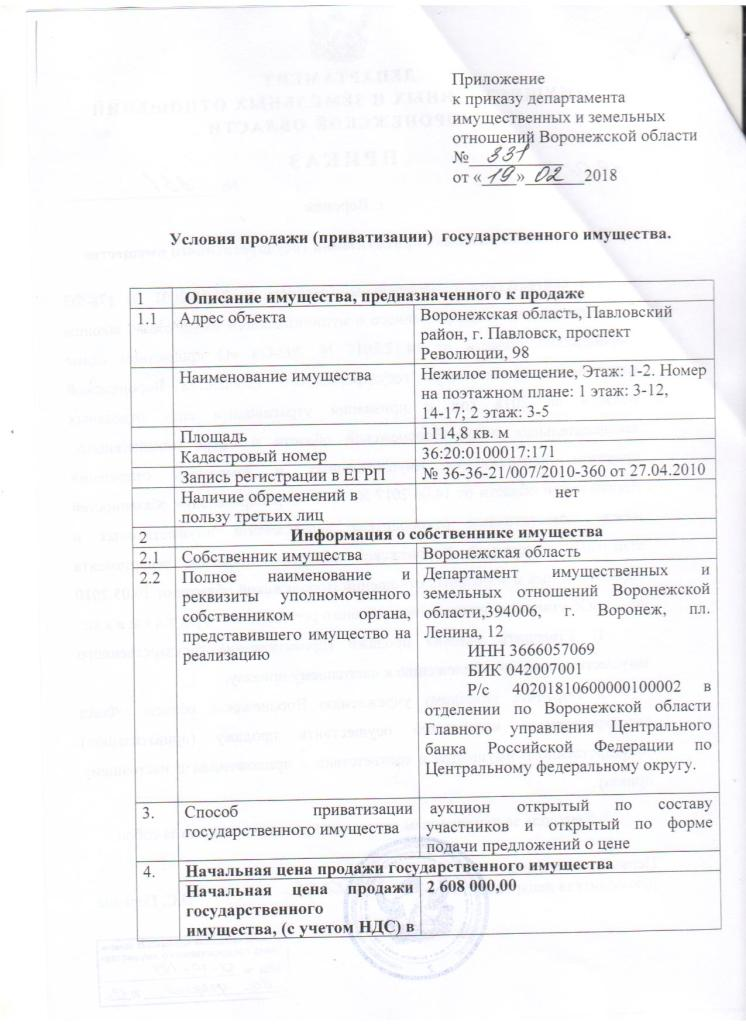 Приложение
к приказу департамента
имущественных и земельных
отношений Воронежской области
№ 331
от « 19 » 02 2018
Условия продажи (приватизации) государственного имущества.
1 Описание имущества, предназначенного к продаже
1.1 Адрес объекта
Воронежская область, Павловский
район, г. Павловск, проспект
Революции, 98
Наименование имущества
Нежилое помещение, Этаж: 1-2. Номер
на поэтажном плане: 1 этаж: 3-12,
14-17; 2 этаж: 3-5
Площадь
1114,8 кв. м
Кадастровый номер
36:20:0100017:171
Запись регистрации в ЕГРП
№ 36-36-21/007/2010-360 от 27.04.2010
Наличие обременений в
пользу третьих лиц
нет
2 Информация о собственнике имущества
2.1 Собственник имущества
Воронежская область
2.2 Полное наименование и
реквизиты уполномоченного
собственником органа,
представившего имущество на
реализацию
Департамент имущественных и
земельных отношений Воронежской
области,394006, г. Воронеж, пл.
Ленина, 12
ИНН 3666057069
БИК 042007001
Р/с 40201810600000100002 в
отделении по Воронежской области
Главного управления Центрального
банка Российской Федерации по
Центральному федеральному округу.
3. Способ приватизации
государственного имущества
аукцион открытый по составу
участников и открытый по форме
подачи предложений о цене
4. Начальная цена продажи государственного имущества
Начальная цена продажи
государственного
имущества, (с учетом НДС) в
2 608 000,00